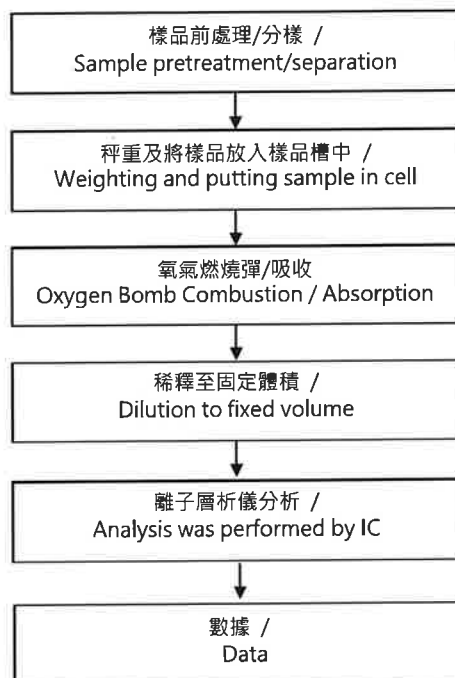 樣品前處理/分樣 /
Sample pretreatment/separation
秤重及將樣品放入樣品槽中 /
Weighting and putting sample in cell
氧氣燃燒彈/吸收
Oxygen Bomb Combustion / Absorption
稀釋至固定體積 /
Dilution to fixed volume
離子層析儀分析 /
Analysis was performed by IC
數據 /
Data